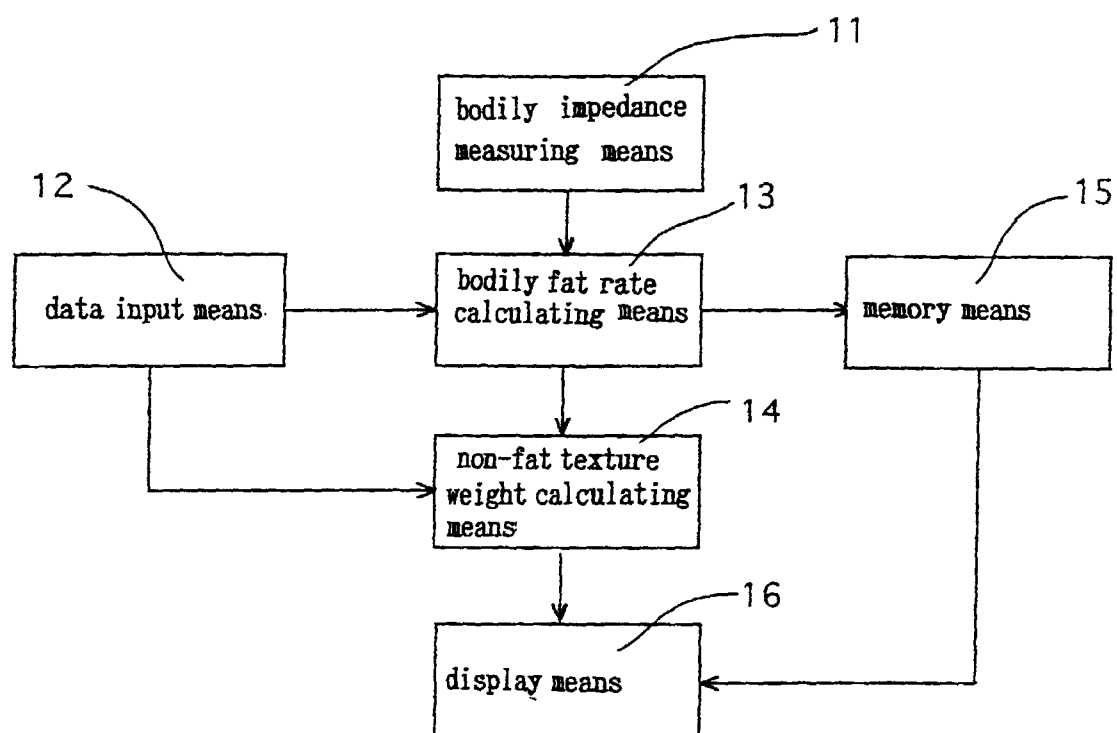 11
bodily impedance
measuring means
12
13
15
data input means
bodily fat rate
calculating means
memory means
14
non-fat texture
weight calculating
means
16
display means